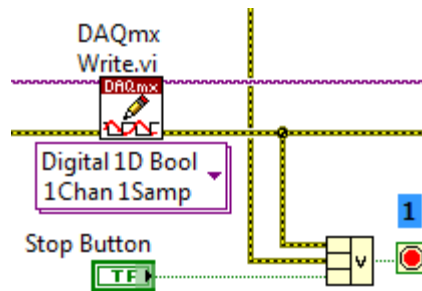 DAQmx
Write.vi
DAQmx
Digital 1D Bool
1Chan 1Samp
1
Stop Button
TF
V